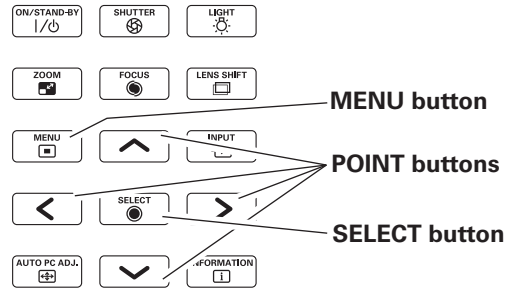 ON/STAND-BY SHUTTER LIGHT
ZOOM FOCUS LENS SHIFT
MENU button
MENU INPUT
POINT buttons
SELECT
SELECT button
AUTO PC ADJ. NFORMATION
i